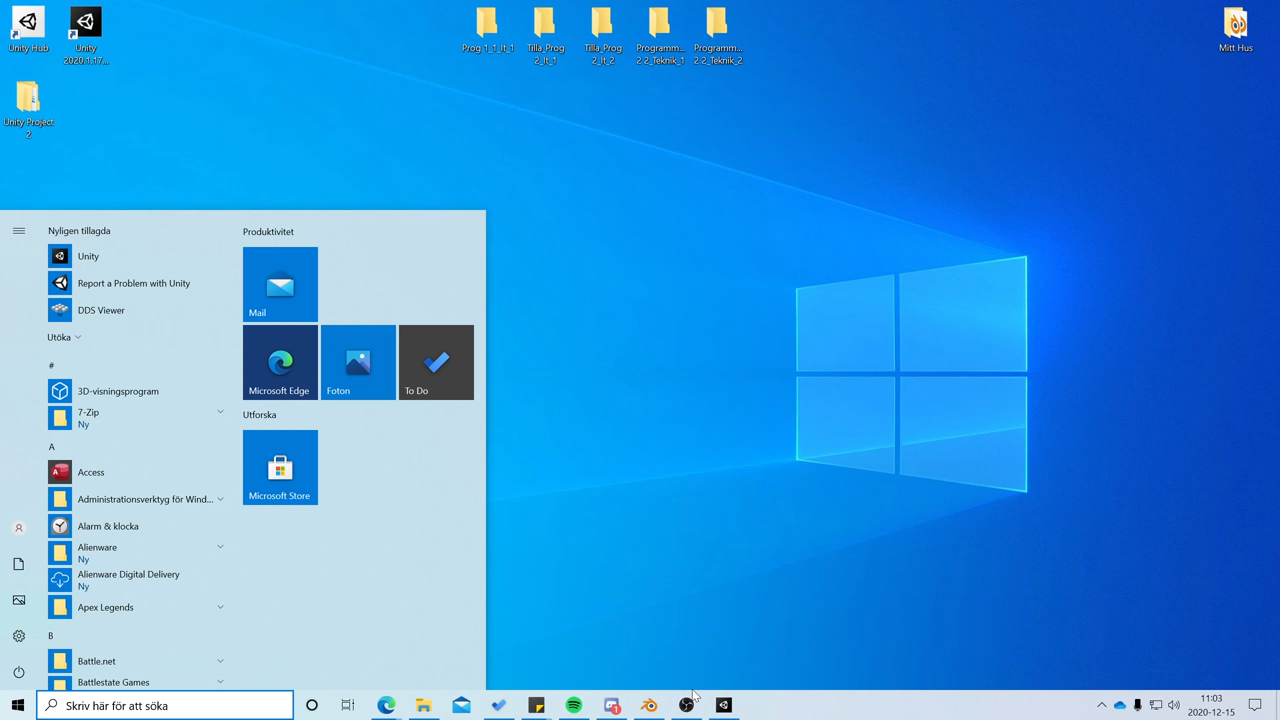 Unity Hub
Unity
2020.1.17...
Prog 1_1_It_1
Tilla_Prog
2_It_1
Tilla_Prog
2_It_2
Programm...
2 2_Teknik_1
Programm...
2 2_Teknik_2
Mitt Hus
Unity Project
2
Nyligen tillagda
Unity
Report a Problem with Unity
DDS Viewer
Utöka
#
3D-visningsprogram
7-Zip
Ny
A
Access
Administrationsverktyg för Wind...
Alarm & klocka
Alienware
Ny
Alienware Digital Delivery
Ny
Apex Legends
B
Battle.net
Battlestate Games
Produktivitet
Mail
Microsoft Edge
Foton
To Do
Utforska
Microsoft Store
Skriv här för att söka
11:03
2020-12-15